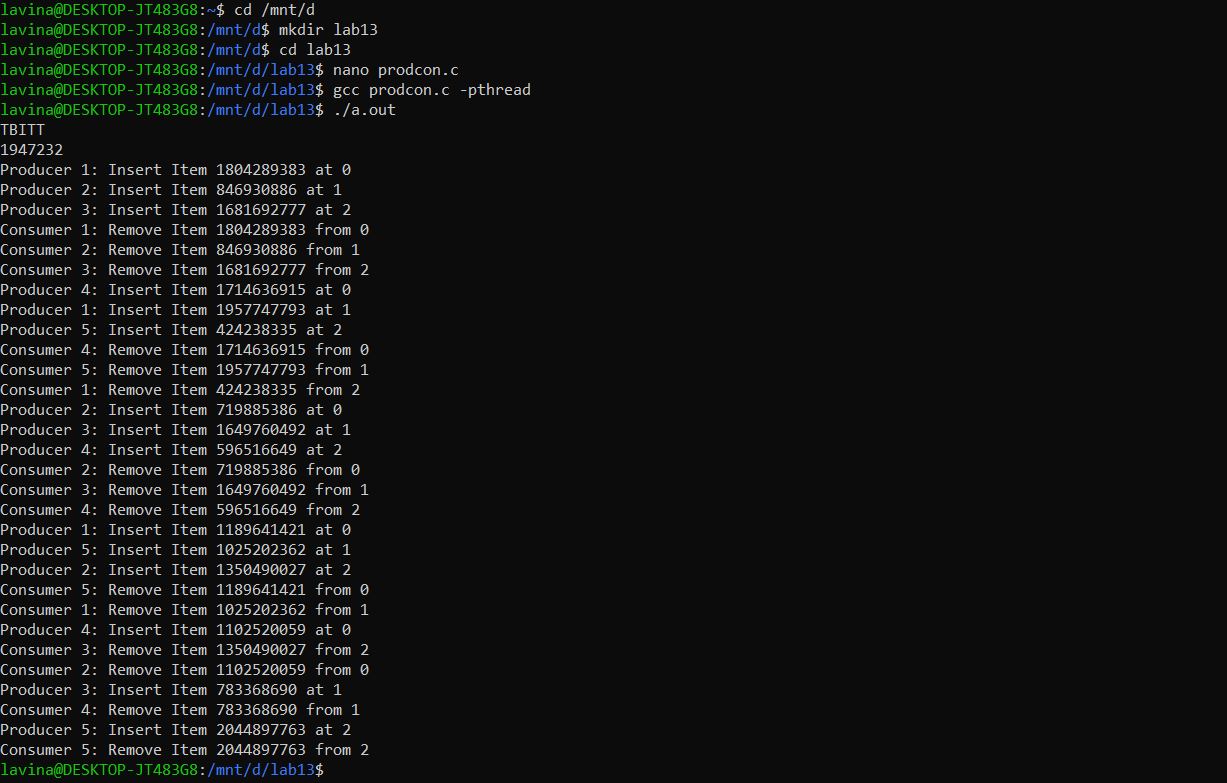 lavina@DESKTOP-JT483G8:~$ cd /mnt/d
lavina@DESKTOP-JT483G8:/mnt/d$ mkdir lab13
lavina@DESKTOP-JT483G8:/mnt/d$ cd lab13
lavina@DESKTOP-JT483G8:/mnt/d/lab13$ nano prodcon.c
lavina@DESKTOP-JT483G8:/mnt/d/lab13$ gcc prodcon.c -pthread
lavina@DESKTOP-JT483G8:/mnt/d/lab13$ ./a.out
TBITT
1947232
Producer 1: Insert Item 1804289383 at 0
Producer 2: Insert Item 846930886 at 1
Producer 3: Insert Item 1681692777 at 2
Consumer 1: Remove Item 1804289383 from 0
Consumer 2: Remove Item 846930886 from 1
Consumer 3: Remove Item 1681692777 from 2
Producer 4: Insert Item 1714636915 at 0
Producer 1: Insert Item 1957747793 at 1
Producer 5: Insert Item 424238335 at 2
Consumer 4: Remove Item 1714636915 from 0
Consumer 5: Remove Item 1957747793 from 1
Consumer 1: Remove Item 424238335 from 2
Producer 2: Insert Item 719885386 at 0
Producer 3: Insert Item 1649760492 at 1
Producer 4: Insert Item 596516649 at 2
Consumer 2: Remove Item 719885386 from 0
Consumer 3: Remove Item 1649760492 from 1
Consumer 4: Remove Item 596516649 from 2
Producer 1: Insert Item 1189641421 at 0
Producer 5: Insert Item 1025202362 at 1
Producer 2: Insert Item 1350490027 at 2
Consumer 5: Remove Item 1189641421 from 0
Consumer 1: Remove Item 1025202362 from 1
Producer 4: Insert Item 1102520059 at 0
Consumer 3: Remove Item 1350490027 from 2
Consumer 2: Remove Item 1102520059 from 0
Producer 3: Insert Item 783368690 at 1
Consumer 4: Remove Item 783368690 from 1
Producer 5: Insert Item 2044897763 at 2
Consumer 5: Remove Item 2044897763 from 2
lavina@DESKTOP-JT483G8:/mnt/d/lab13$